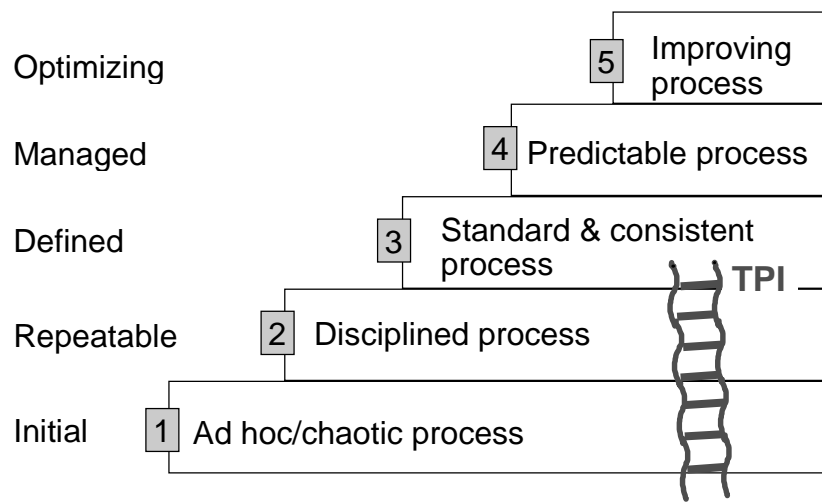 Optimizing
5
Improving
process
Managed
4
Predictable process
Defined
3
Standard & consistent
process
TPI
Repeatable
2
Disciplined process
Initial
1
Ad hoc/chaotic process